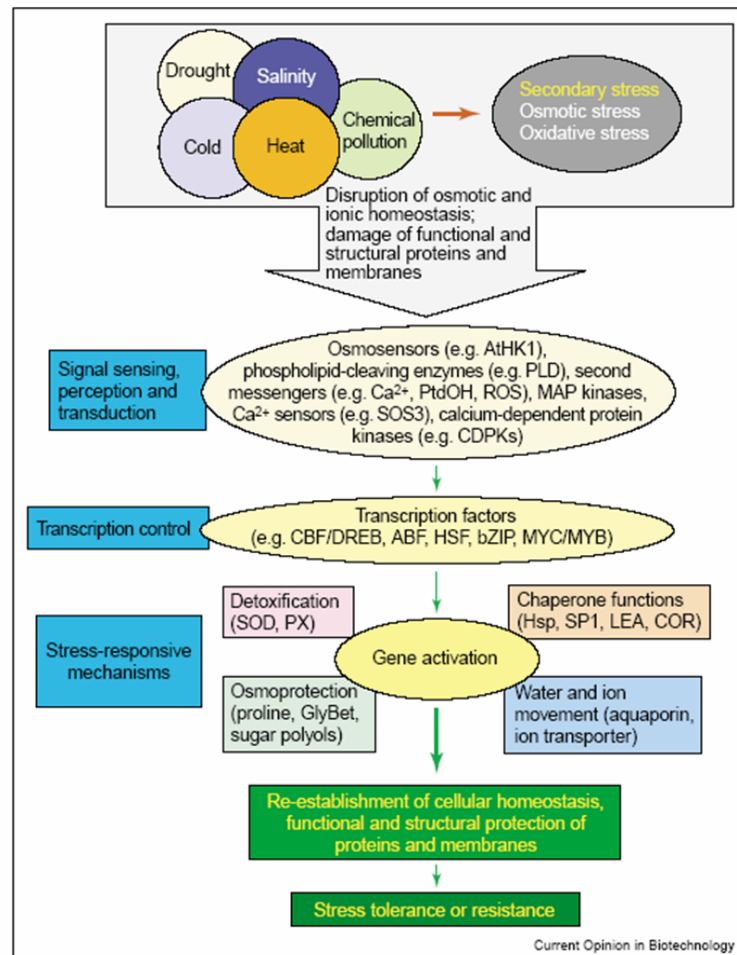 Drought
Salinity
Cold
Heat
Chemical
pollution
Secondary stress
Osmotic stress
Oxidative stress
Disruption of osmotic and
ionic homeostasis;
damage of functional and
structural proteins and
membranes
Signal sensing,
perception and
transduction
Osmosensors (e.g. AtHK1),
phospholipid-cleaving enzymes (e.g. PLD), second
messengers (e.g. Ca²⁺, PtdOH, ROS), MAP kinases,
Ca²⁺ sensors (e.g. SOS3), calcium-dependent protein
kinases (e.g. CDPKs)
Transcription control
Transcription factors
(e.g. CBF/DREB, ABF, HSF, bZIP, MYC/MYB)
Stress-responsive
mechanisms
Detoxification
(SOD, PX)
Chaperone functions
(Hsp, SP1, LEA, COR)
Gene activation
Osmoprotection
(proline, GlyBet,
sugar polyols)
Water and ion
movement (aquaporin,
ion transporter)
Re-establishment of cellular homeostasis,
functional and structural protection of
proteins and membranes
Stress tolerance or resistance
Current Opinion in Biotechnology